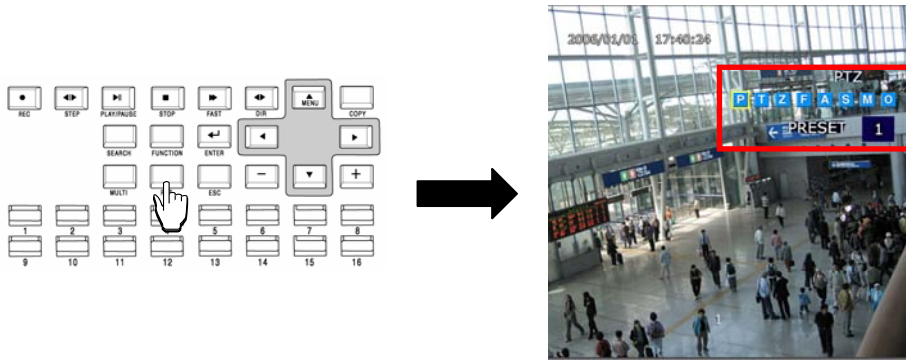 REC STEP PLAY/PAUSE STOP FAST DIR MENU COPY
SEARCH FUNCTION ENTER
MULTI ESC
1 2 3 5 6 7 8
9 10 11 12 13 14 15 16
2006/01/01 17:40:24
PTZ
P T Z F A S M O
PRESET 1
1